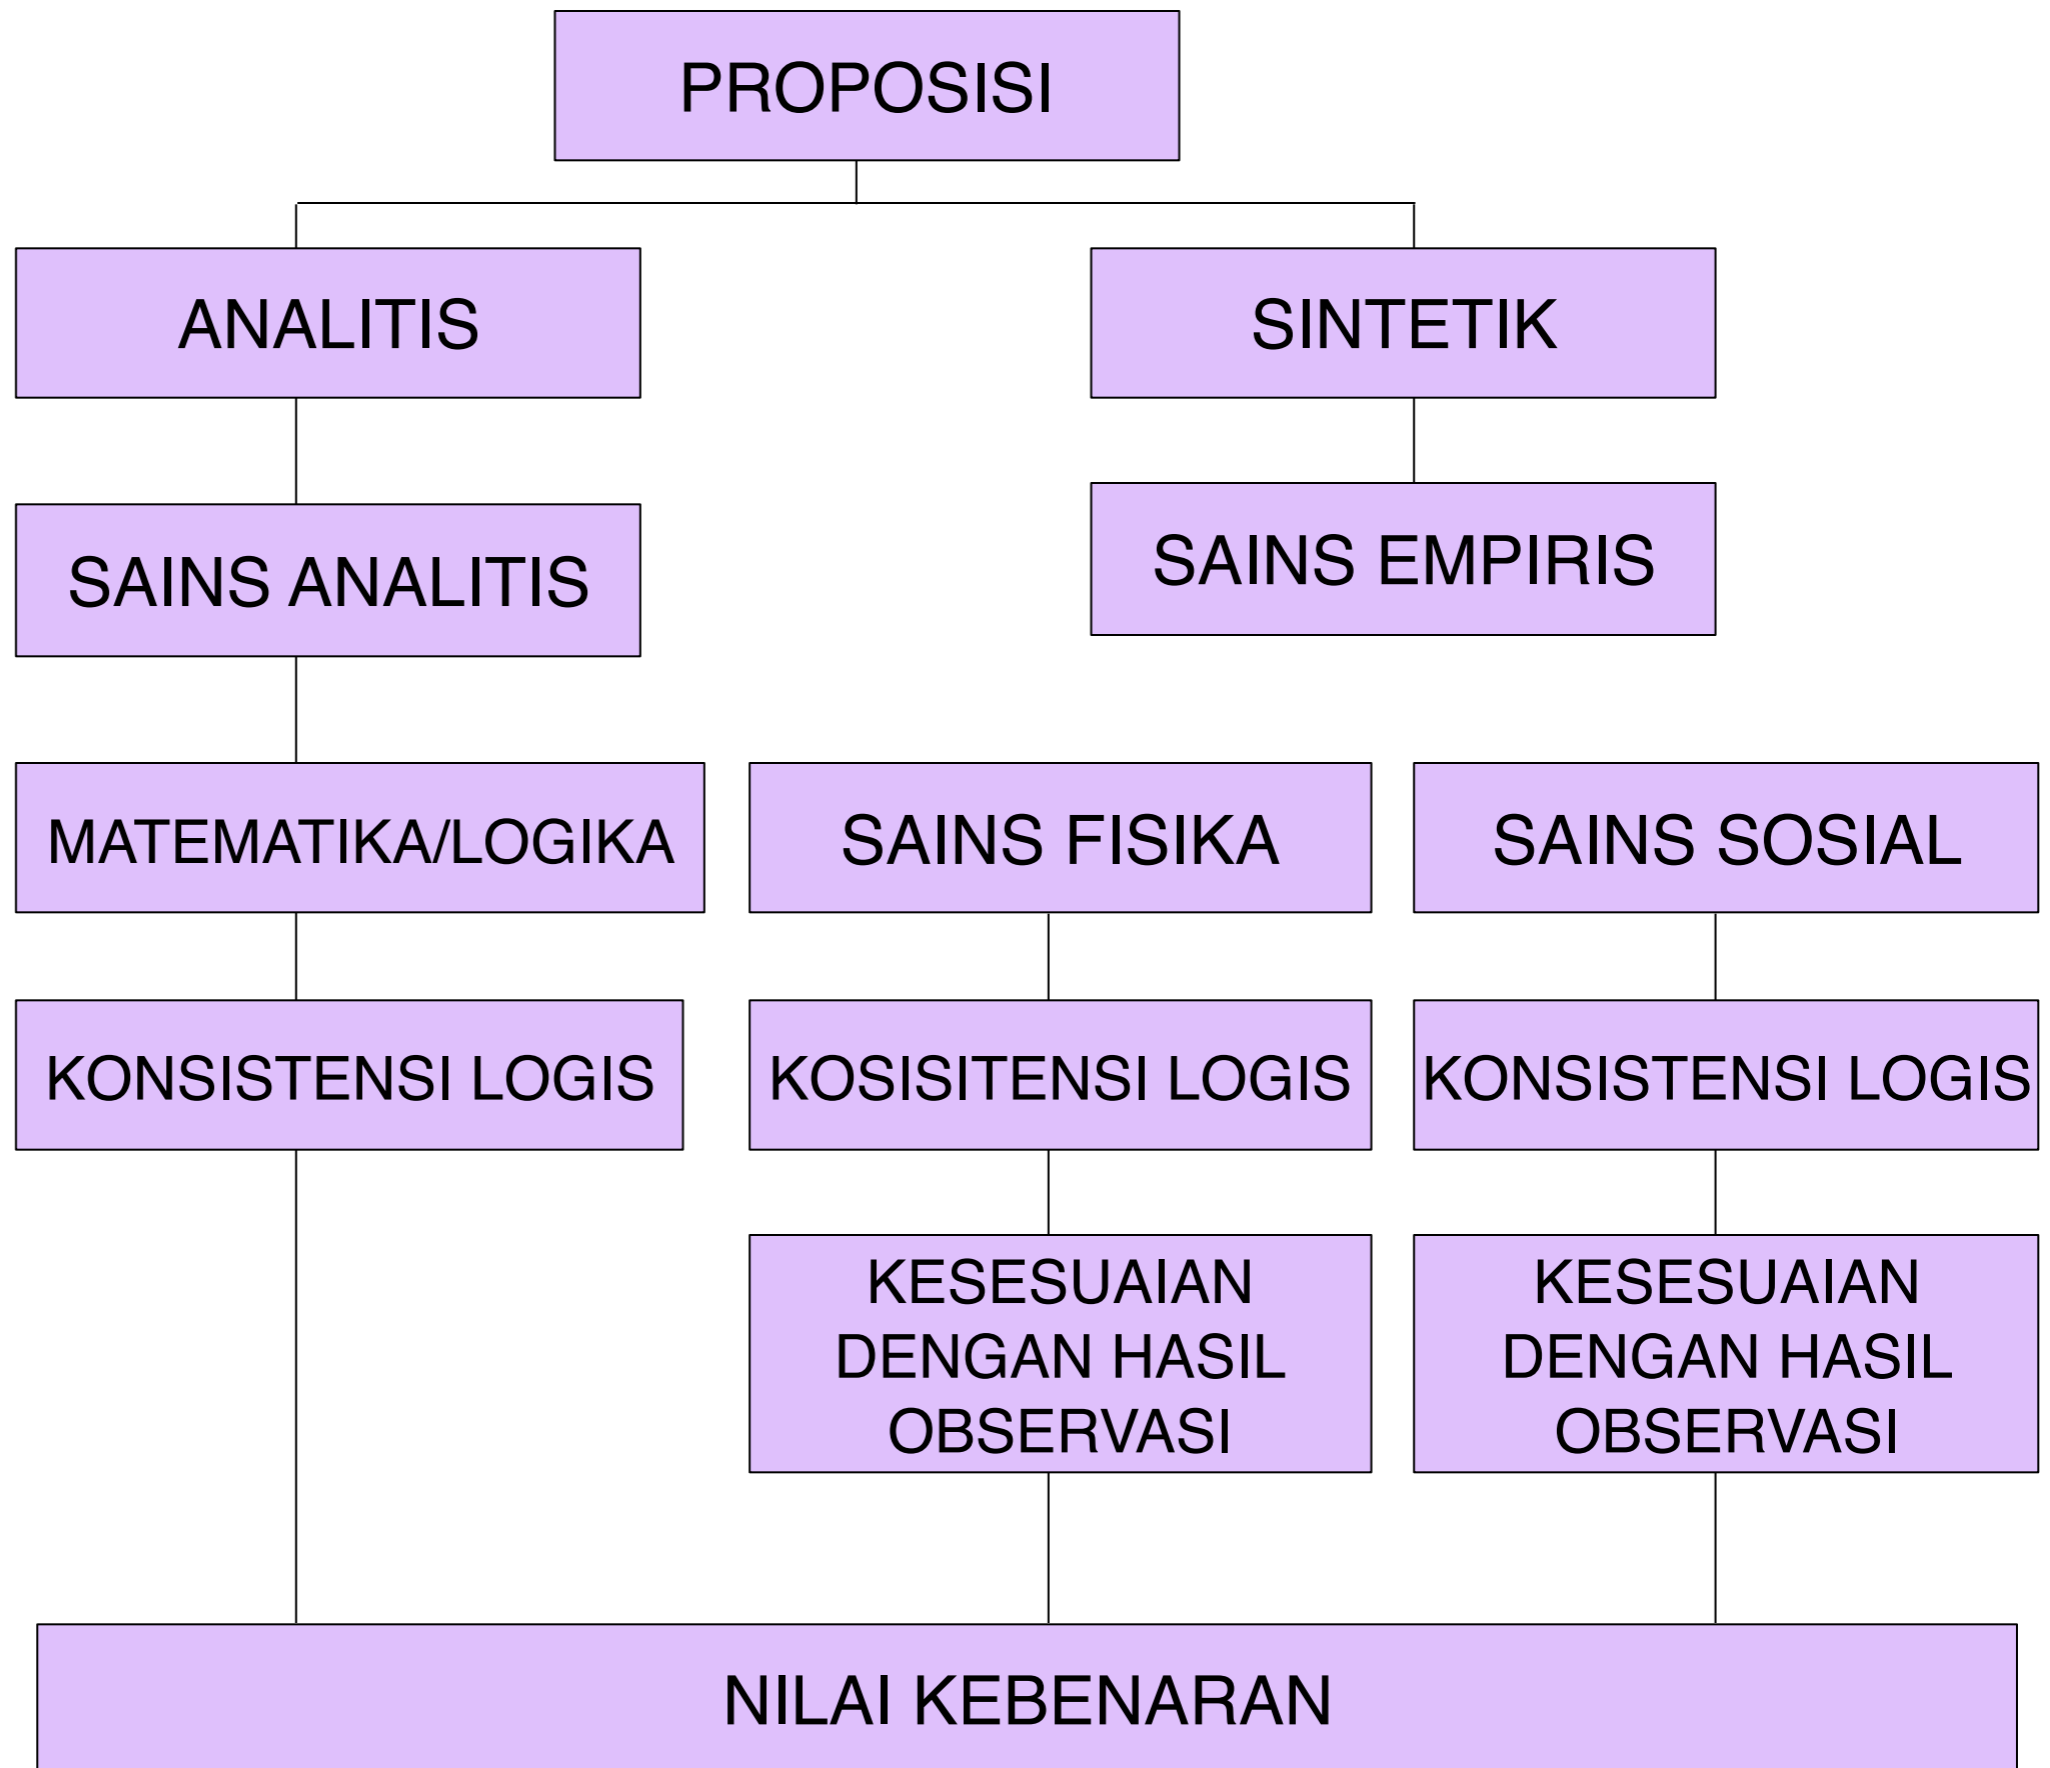 PROPOSISI
ANALITIS
SINTETIK
SAINS ANALITIS
SAINS EMPIRIS
MATEMATIKA/LOGIKA
SAINS FISIKA
SAINS SOSIAL
KONSISTENSI LOGIS
KOSISITENSI LOGIS
KONSISTENSI LOGIS
KESESUAIAN
DENGAN HASIL
OBSERVASI
KESESUAIAN
DENGAN HASIL
OBSERVASI
NILAI KEBENARAN